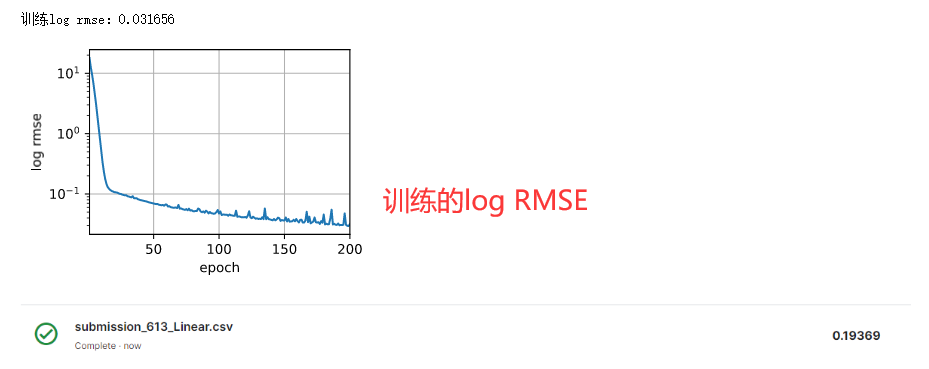 训练log rmse：0.031656
10¹
10⁰
10⁻¹
log rmse
50 100 150 200
epoch
训练的log RMSE
submission_613_Linear.csv
Complete · now
0.19369